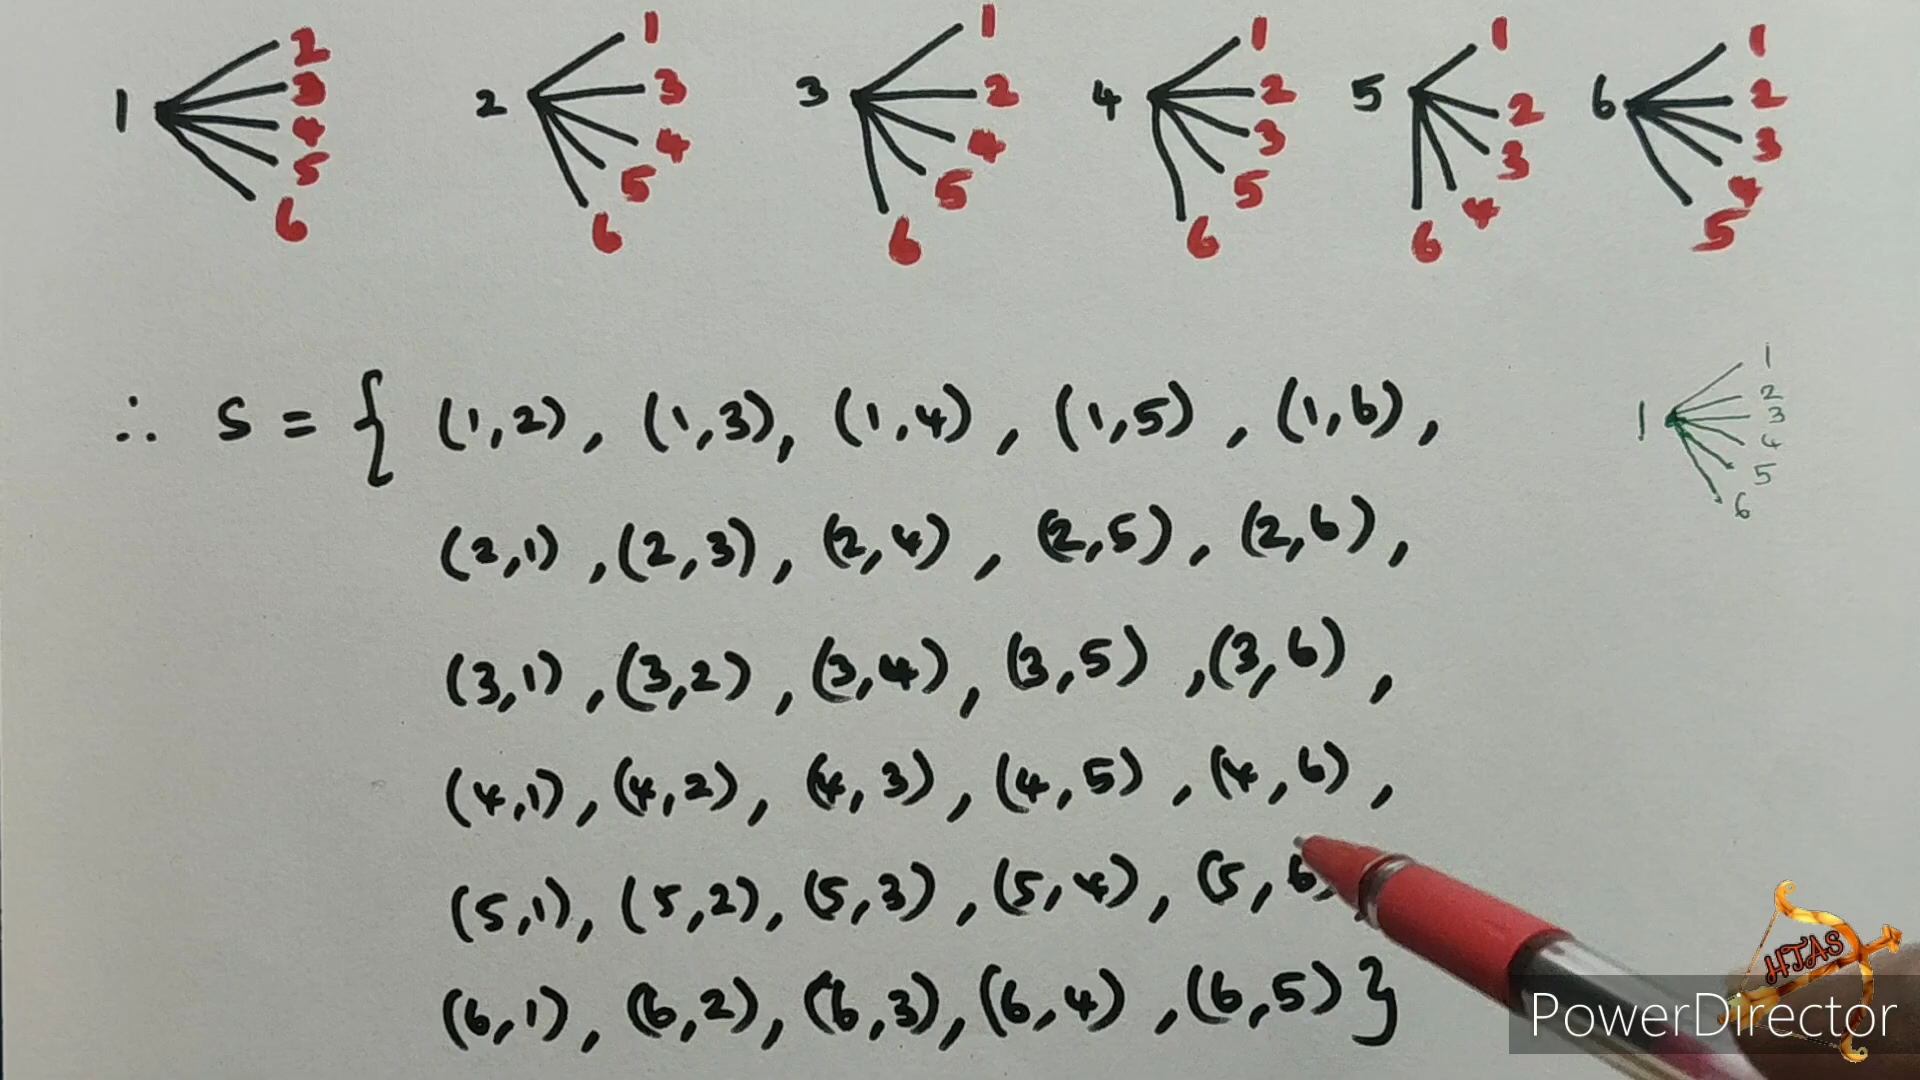 1 2 3 4 5 6
2 1 3 4 5 6
3 1 2 4 5 6
4 1 2 3 5 6
5 1 2 3 4 6
6 1 2 3 4 5
∴ S = { (1,2), (1,3), (1,4), (1,5), (1,6),
(2,1), (2,3), (2,4), (2,5), (2,6),
(3,1), (3,2), (3,4), (3,5), (3,6),
(4,1), (4,2), (4,3), (4,5), (4,6),
(5,1), (5,2), (5,3), (5,4), (5,6),
(6,1), (6,2), (6,3), (6,4), (6,5) }
1 1 2 3 4 5 6
HTAS
PowerDirector